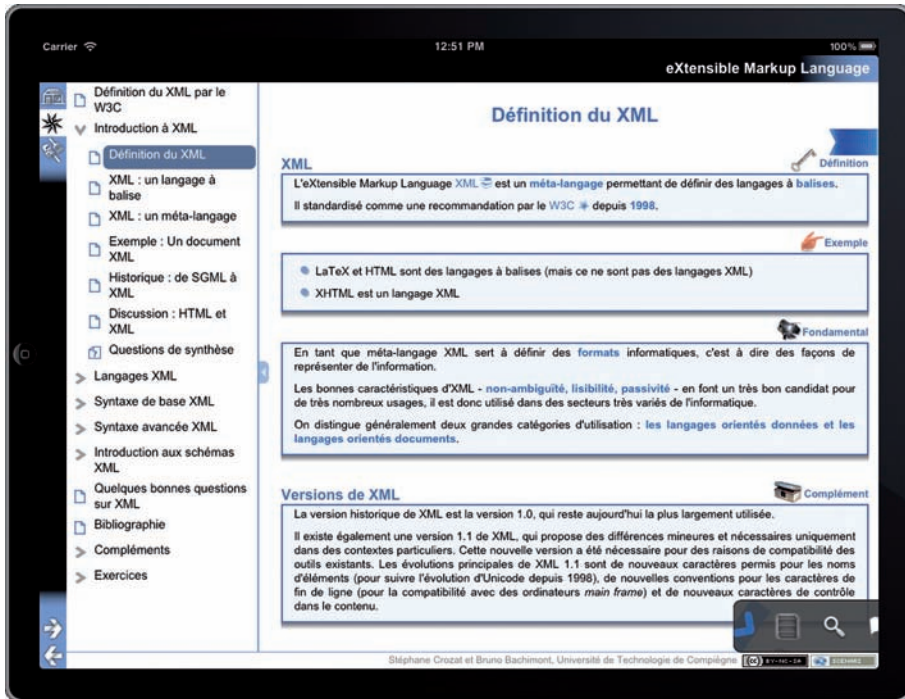 Carrier
12:51 PM
100%
eXtensible Markup Language
Définition du XML par le
W3C
Introduction à XML
Définition du XML
XML : un langage à
balise
XML : un méta-langage
Exemple : Un document
XML
Historique : de SGML à
XML
Discussion : HTML et
XML
Questions de synthèse
Langages XML
Syntaxe de base XML
Syntaxe avancée XML
Introduction aux schémas
XML
Quelques bonnes questions
sur XML
Bibliographie
Compléments
Exercices
Définition du XML
XML
Définition
L'eXtensible Markup Language XML est un méta-langage permettant de définir des langages à balises.
Il standardisé comme une recommandation par le W3C depuis 1998.
Exemple
LaTeX et HTML sont des langages à balises (mais ce ne sont pas des langages XML)
XHTML est un langage XML
Fondamental
En tant que méta-langage XML sert à définir des formats informatiques, c'est à dire des façons de
représenter de l'information.
Les bonnes caractéristiques d'XML - non-ambiguïté, lisibilité, passivité - en font un très bon candidat pour
de très nombreux usages, il est donc utilisé dans des secteurs très variés de l'informatique.
On distingue généralement deux grandes catégories d'utilisation : les langages orientés données et les
langages orientés documents.
Versions de XML
Complément
La version historique de XML est la version 1.0, qui reste aujourd'hui la plus largement utilisée.
Il existe également une version 1.1 de XML, qui propose des différences mineures et nécessaires uniquement
dans des contextes particuliers. Cette nouvelle version a été nécessaire pour des raisons de compatibilité des
outils existants. Les évolutions principales de XML 1.1 sont de nouveaux caractères permis pour les noms
d'éléments (pour suivre l'évolution d'Unicode depuis 1998), de nouvelles conventions pour les caractères de
fin de ligne (pour la compatibilité avec des ordinateurs main frame) et de nouveaux caractères de contrôle
dans le contenu.
Stéphane Crozat et Bruno Bachimont, Université de Technologie de Compiègne
cc BY-NC-SA
SCENARI